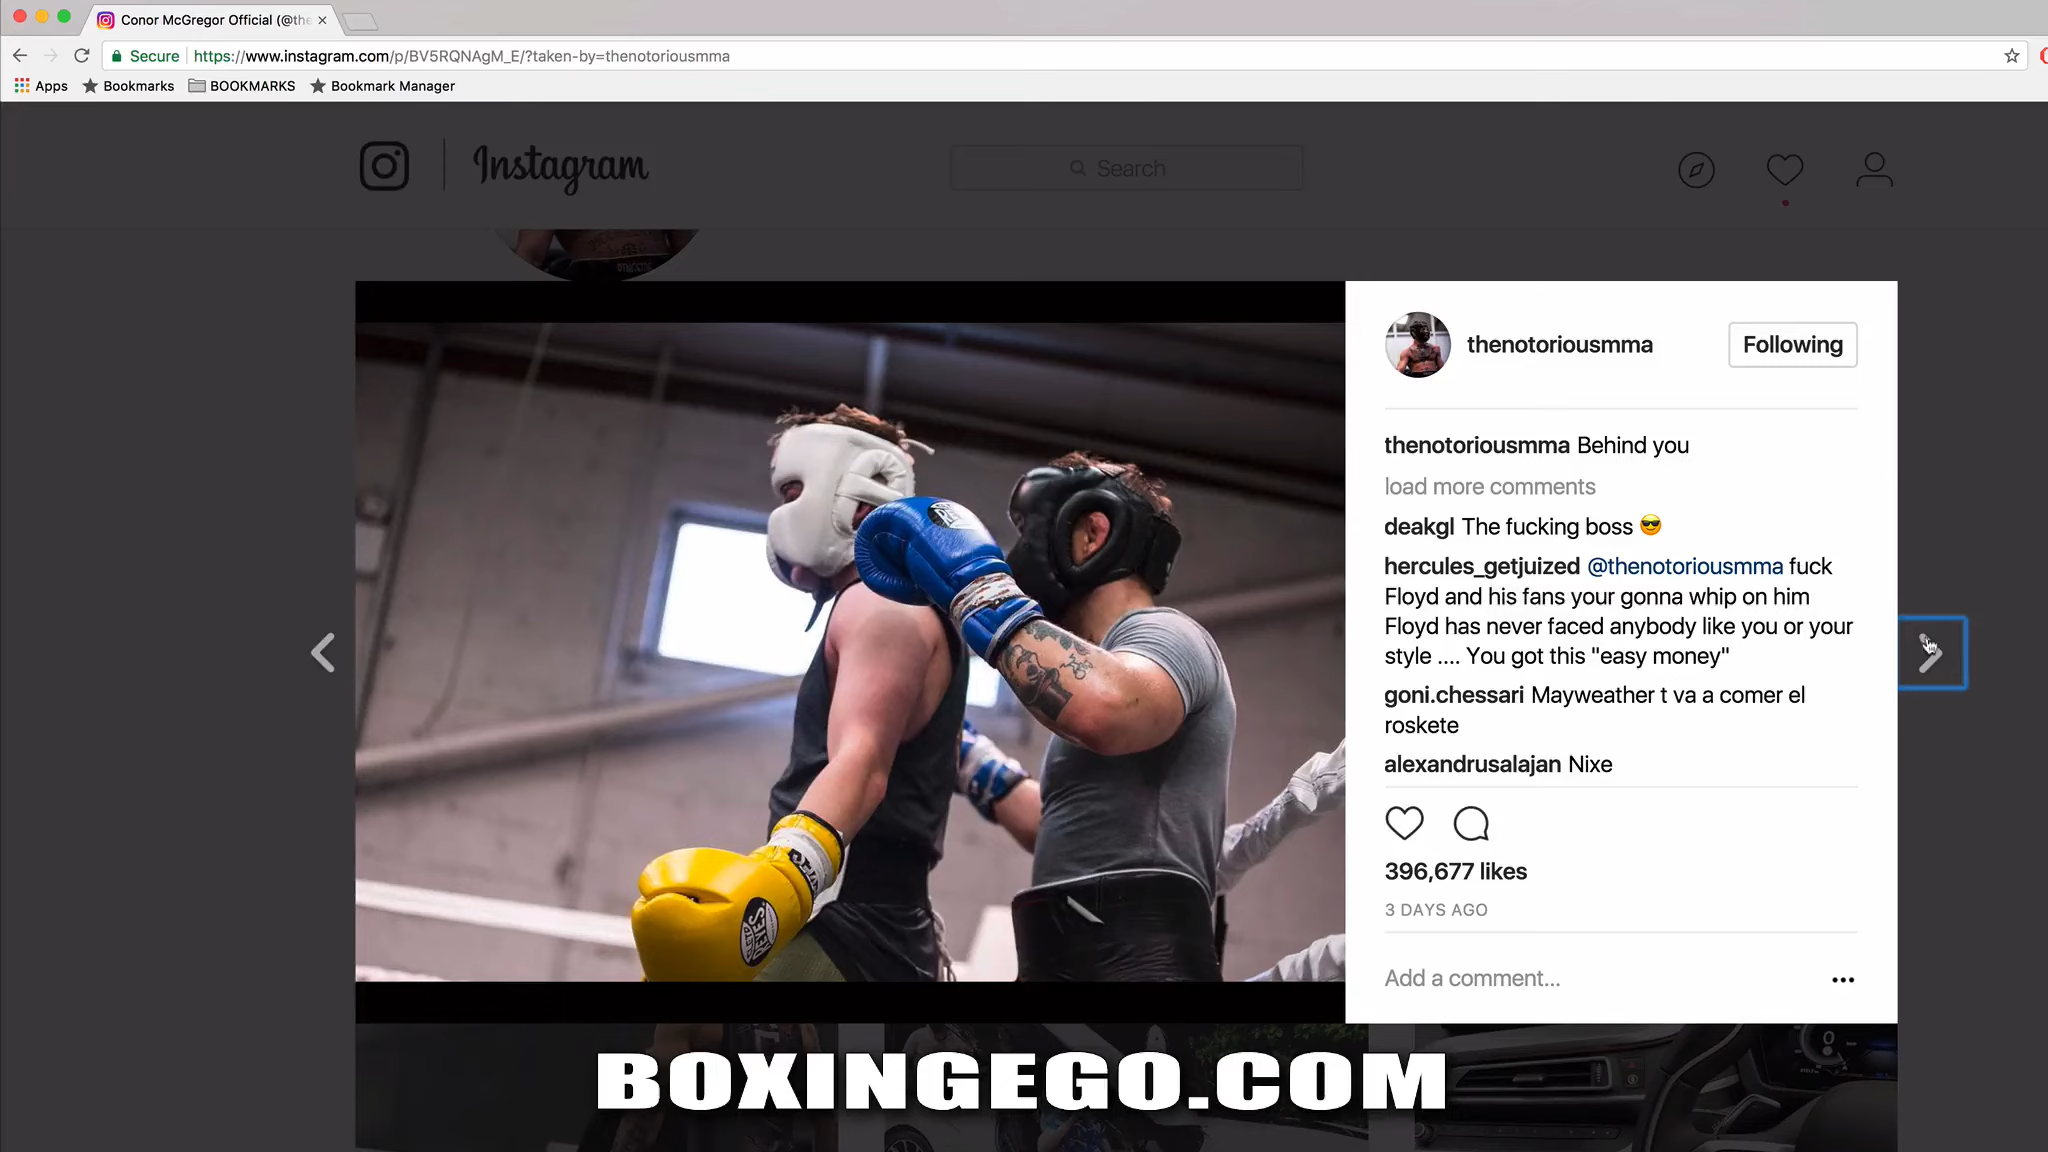 Conor McGregor Official (@the
Secure https://www.instagram.com/p/BV5RQNAgM_E/?taken-by=thenotoriousmma
Apps Bookmarks BOOKMARKS Bookmark Manager
Instagram Search
thenotoriousmma Following
thenotoriousmma Behind you
load more comments
deakgl The fucking boss 😎
hercules_getjuized @thenotoriousmma fuck
Floyd and his fans your gonna whip on him
Floyd has never faced anybody like you or your
style .... You got this "easy money"
goni.chessari Mayweather t va a comer el
roskete
alexandrusalajan Nixe
396,677 likes
3 DAYS AGO
Add a comment...
REYES
BOXINGEGO.COM